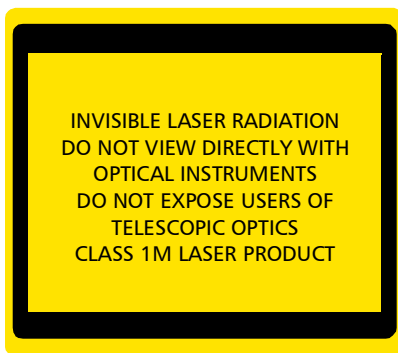 INVISIBLE LASER RADIATION
DO NOT VIEW DIRECTLY WITH
OPTICAL INSTRUMENTS
DO NOT EXPOSE USERS OF
TELESCOPIC OPTICS
CLASS 1M LASER PRODUCT